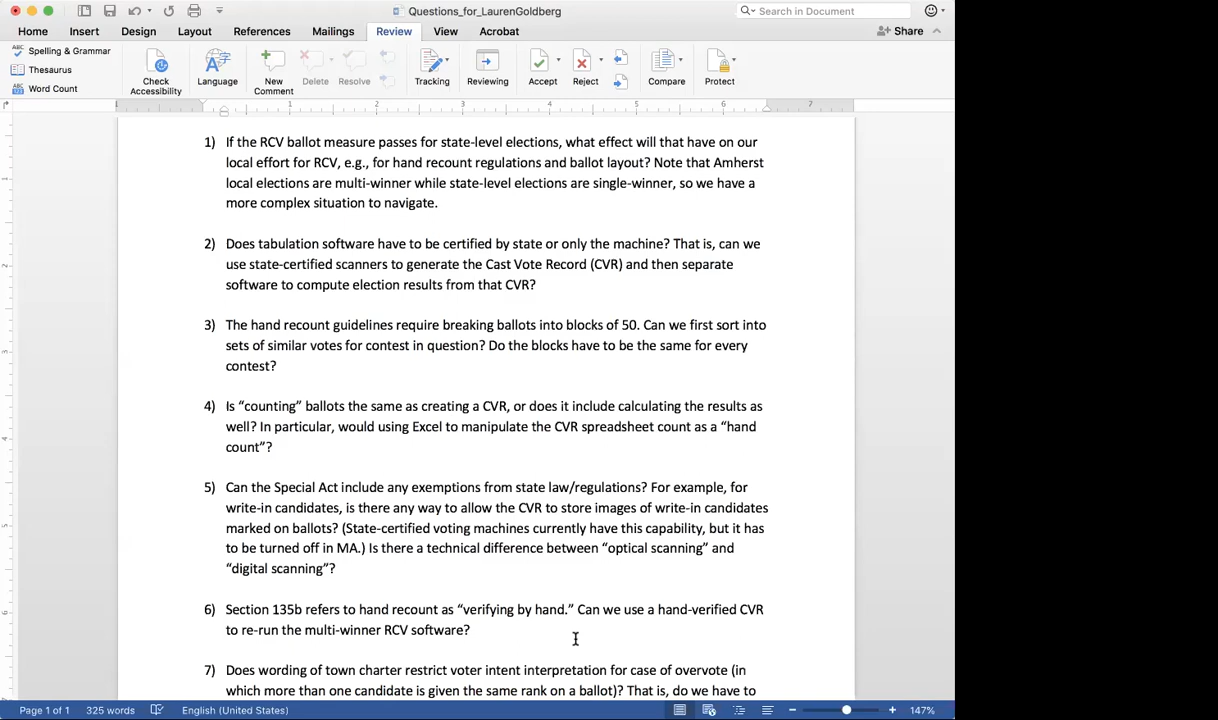 Questions_for_LaurenGoldberg
Search in Document
Home Insert Design Layout References Mailings Review View Acrobat Share
Spelling & Grammar
Thesaurus
Word Count
Check Accessibility
Language
New Comment
Delete
Resolve
Tracking
Reviewing
Accept
Reject
Compare
Protect
1 1 2 3 4 5 6 7
1) If the RCV ballot measure passes for state-level elections, what effect will that have on our
local effort for RCV, e.g., for hand recount regulations and ballot layout? Note that Amherst
local elections are multi-winner while state-level elections are single-winner, so we have a
more complex situation to navigate.
2) Does tabulation software have to be certified by state or only the machine? That is, can we
use state-certified scanners to generate the Cast Vote Record (CVR) and then separate
software to compute election results from that CVR?
3) The hand recount guidelines require breaking ballots into blocks of 50. Can we first sort into
sets of similar votes for contest in question? Do the blocks have to be the same for every
contest?
4) Is “counting” ballots the same as creating a CVR, or does it include calculating the results as
well? In particular, would using Excel to manipulate the CVR spreadsheet count as a “hand
count”?
5) Can the Special Act include any exemptions from state law/regulations? For example, for
write-in candidates, is there any way to allow the CVR to store images of write-in candidates
marked on ballots? (State-certified voting machines currently have this capability, but it has
to be turned off in MA.) Is there a technical difference between “optical scanning” and
“digital scanning”?
6) Section 135b refers to hand recount as “verifying by hand.” Can we use a hand-verified CVR
to re-run the multi-winner RCV software?
7) Does wording of town charter restrict voter intent interpretation for case of overvote (in
which more than one candidate is given the same rank on a ballot)? That is, do we have to
Page 1 of 1 325 words English (United States) 147%